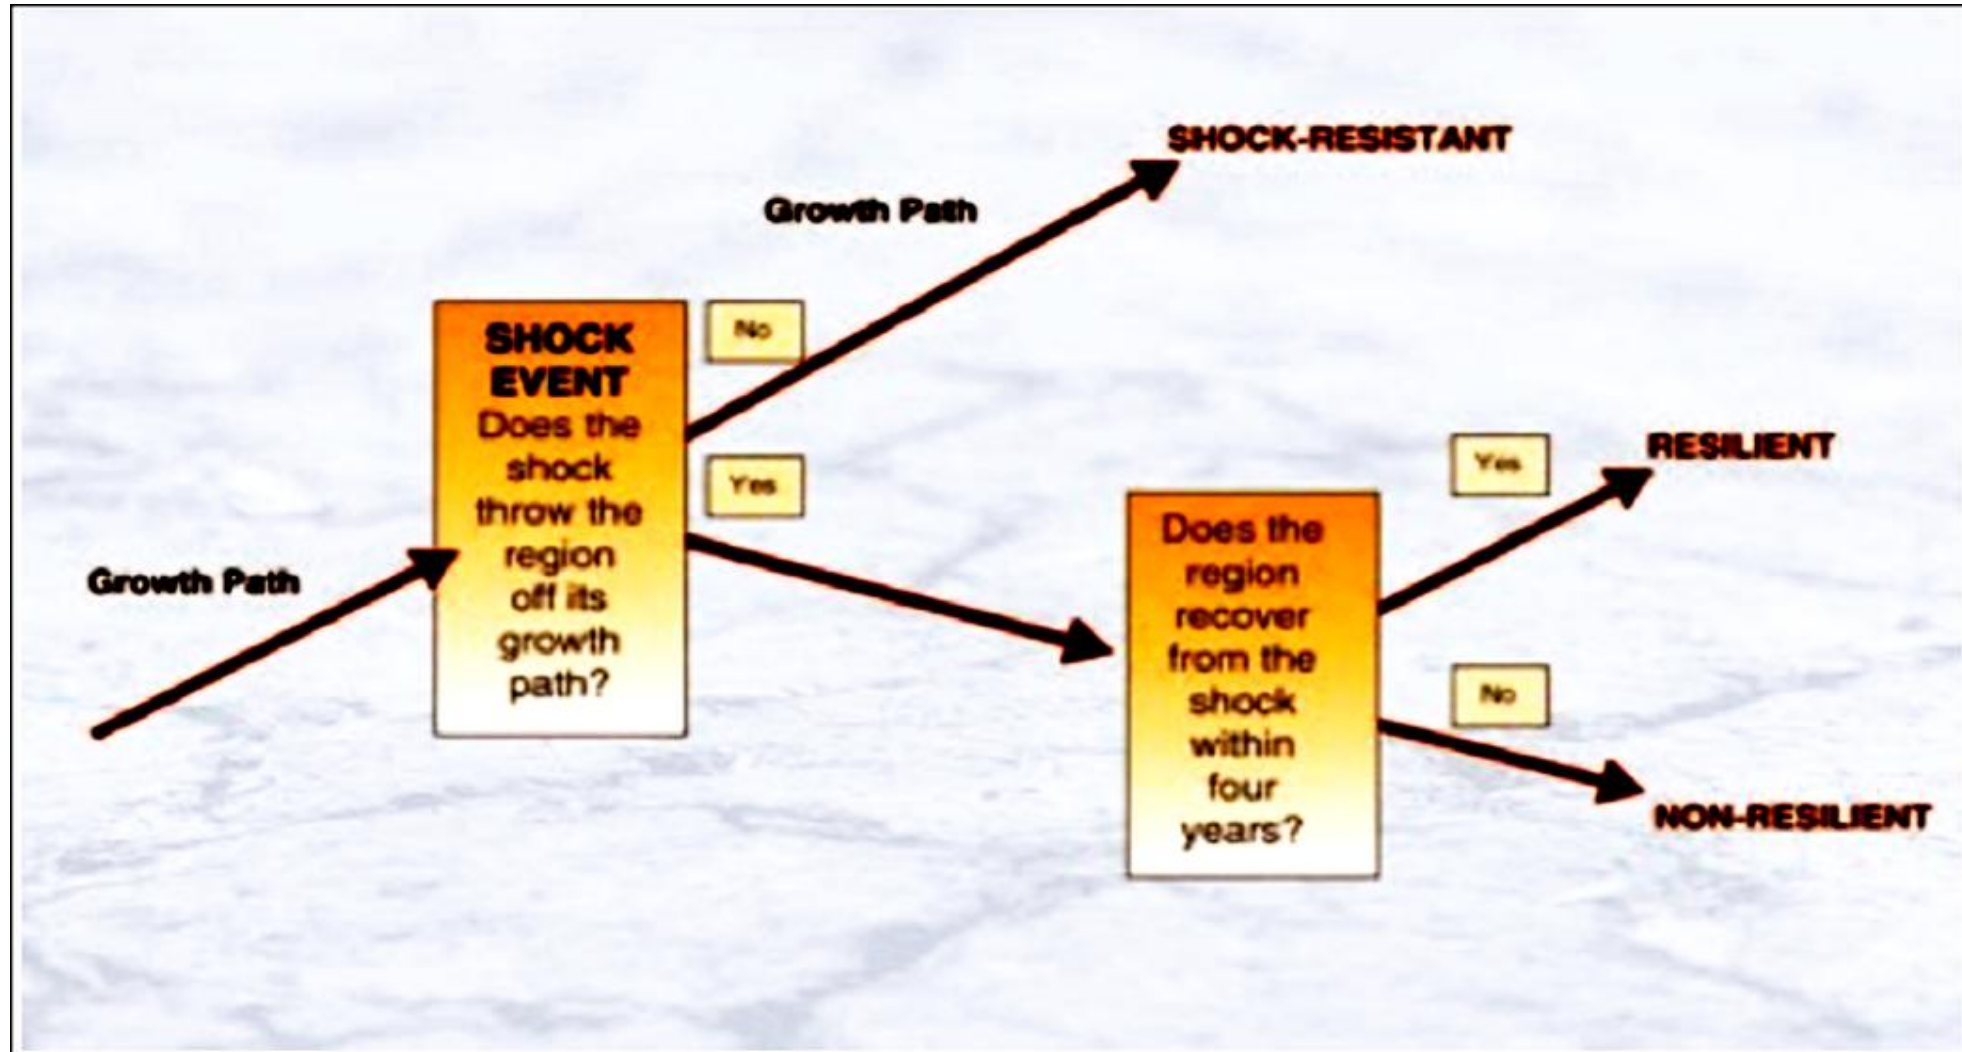 SHOCK-RESISTANT
Growth Path
No
SHOCK
EVENT
Does the
shock
throw the
region
off its
growth
path?
Yes
Growth Path
Yes
RESILIENT
Does the
region
recover
from the
shock
within
four
years?
No
NON-RESILIENT